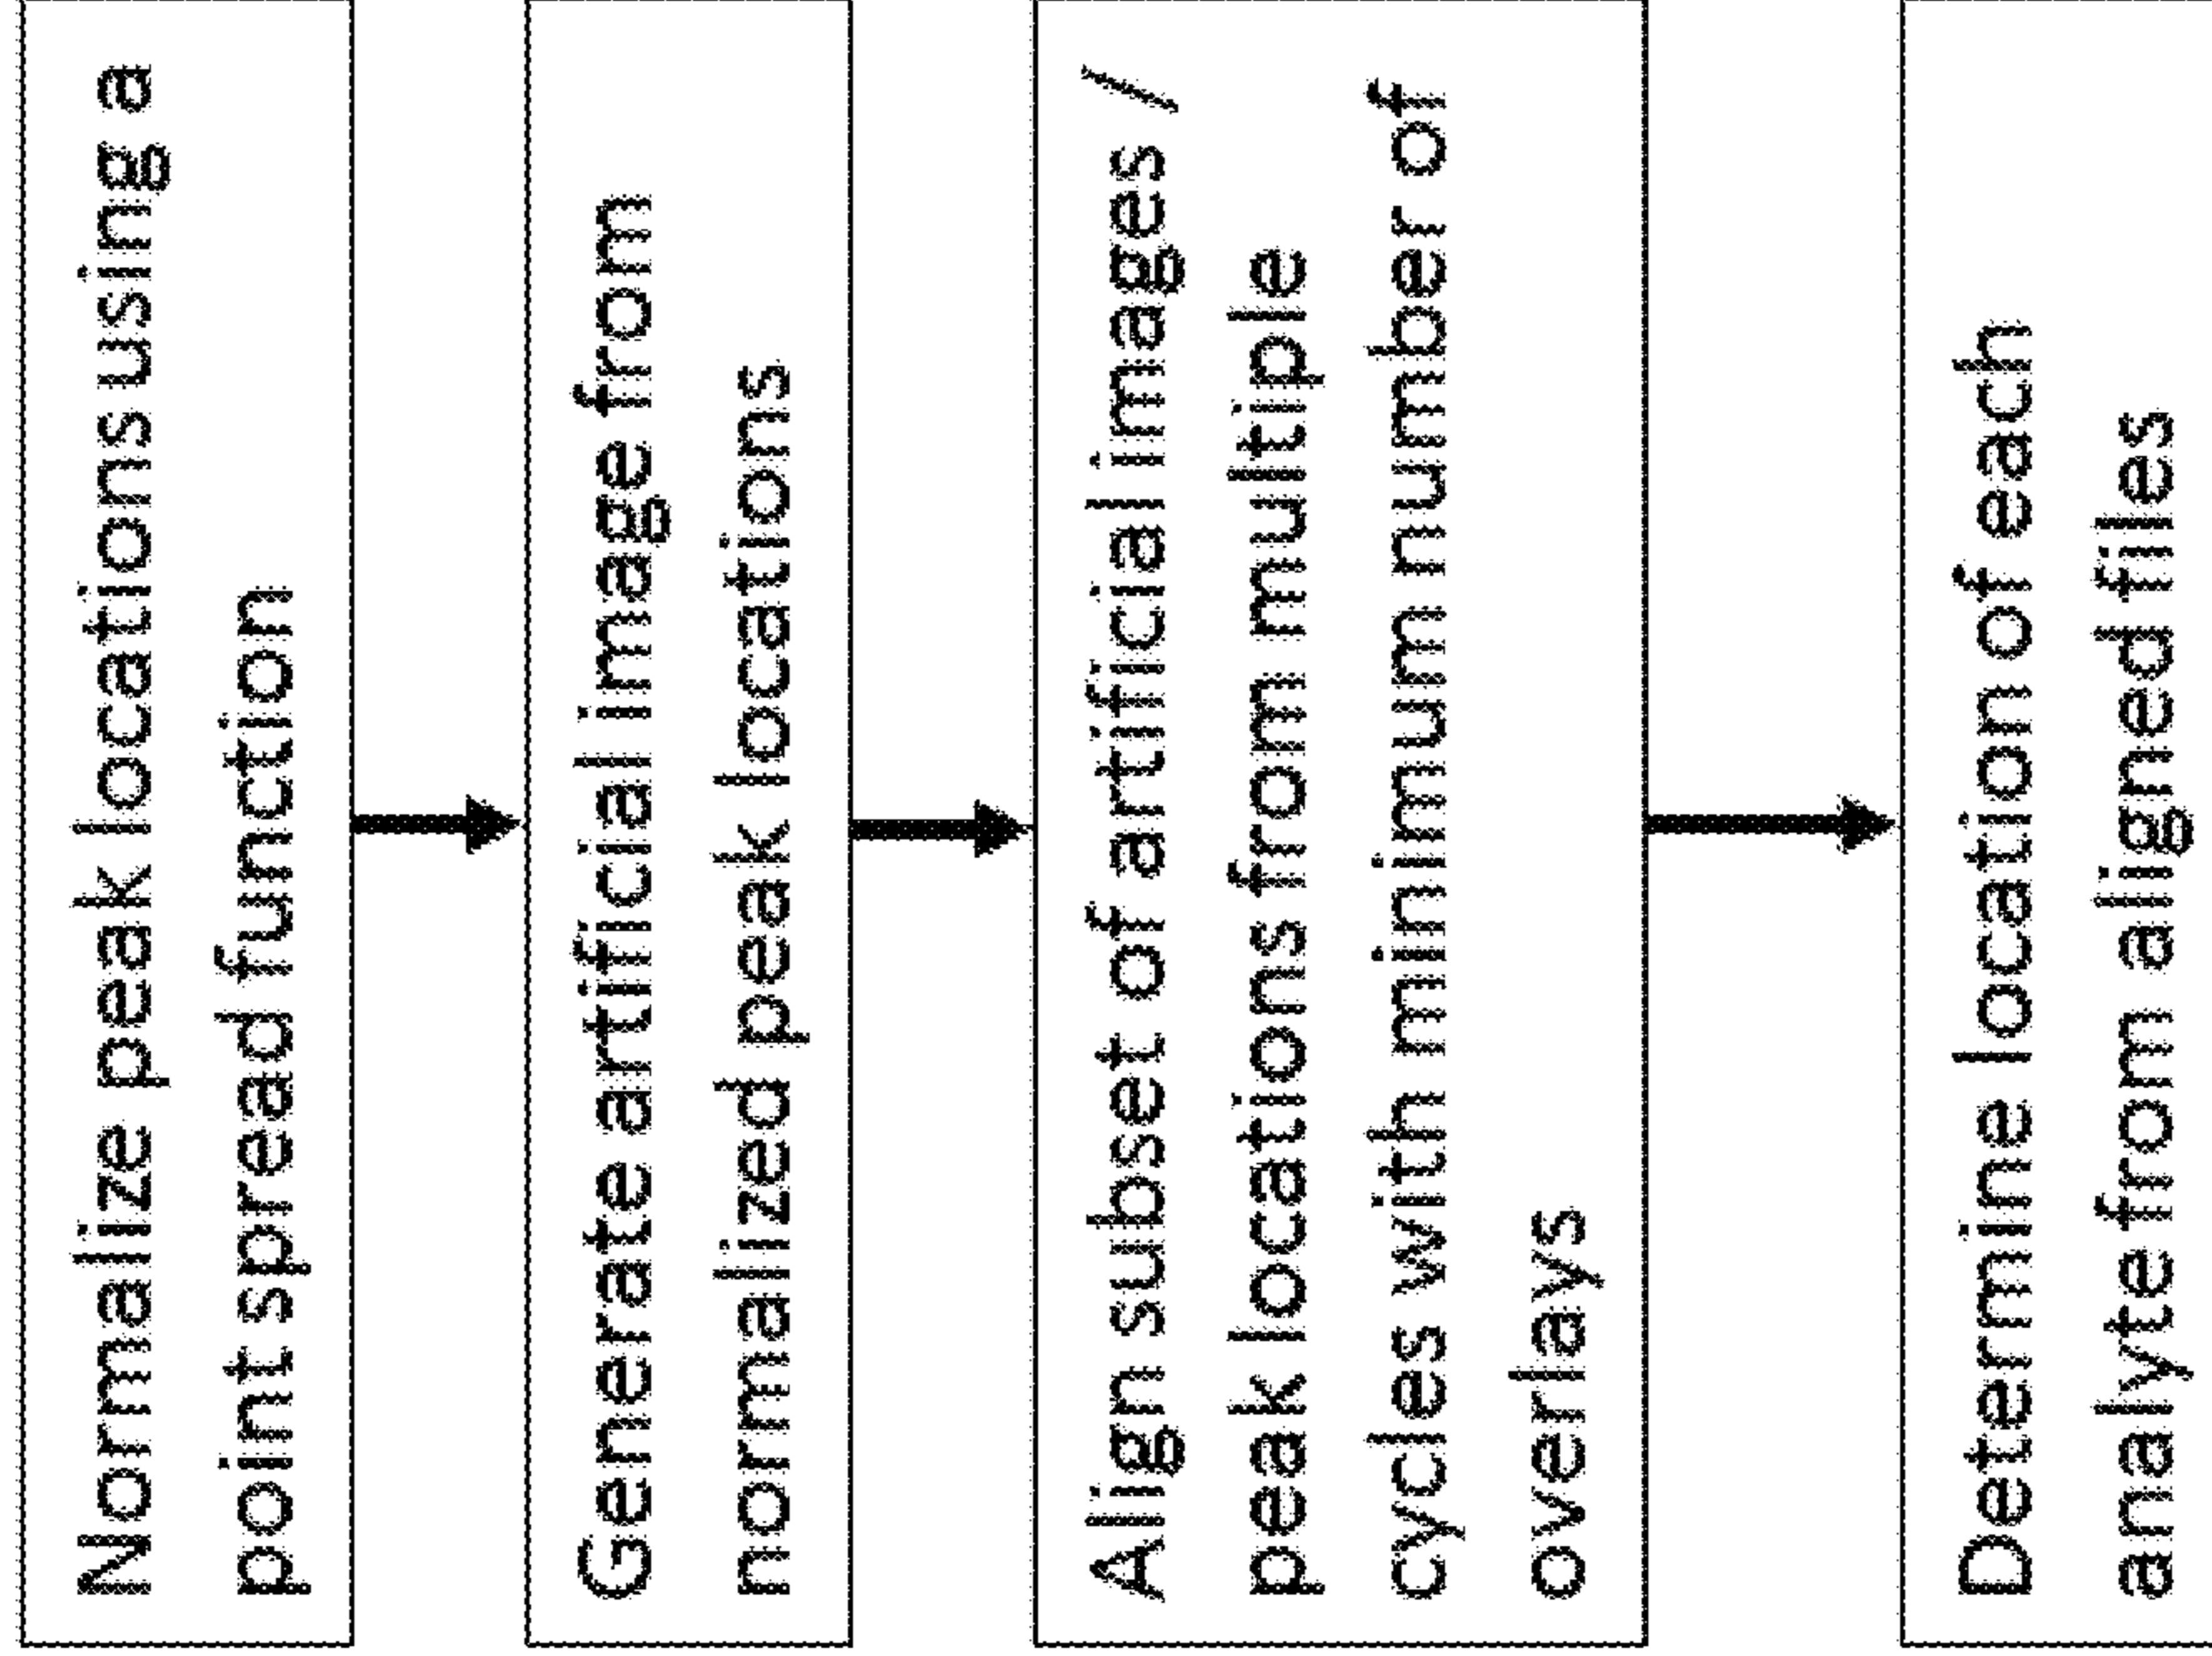 Normalize peak locations using a
point spread function
Generate artificial image from
normalized peak locations
Align subset of artificial images /
peak locations from multiple
cycles with minimum number of
overlays
Determine location of each
analyte from aligned files